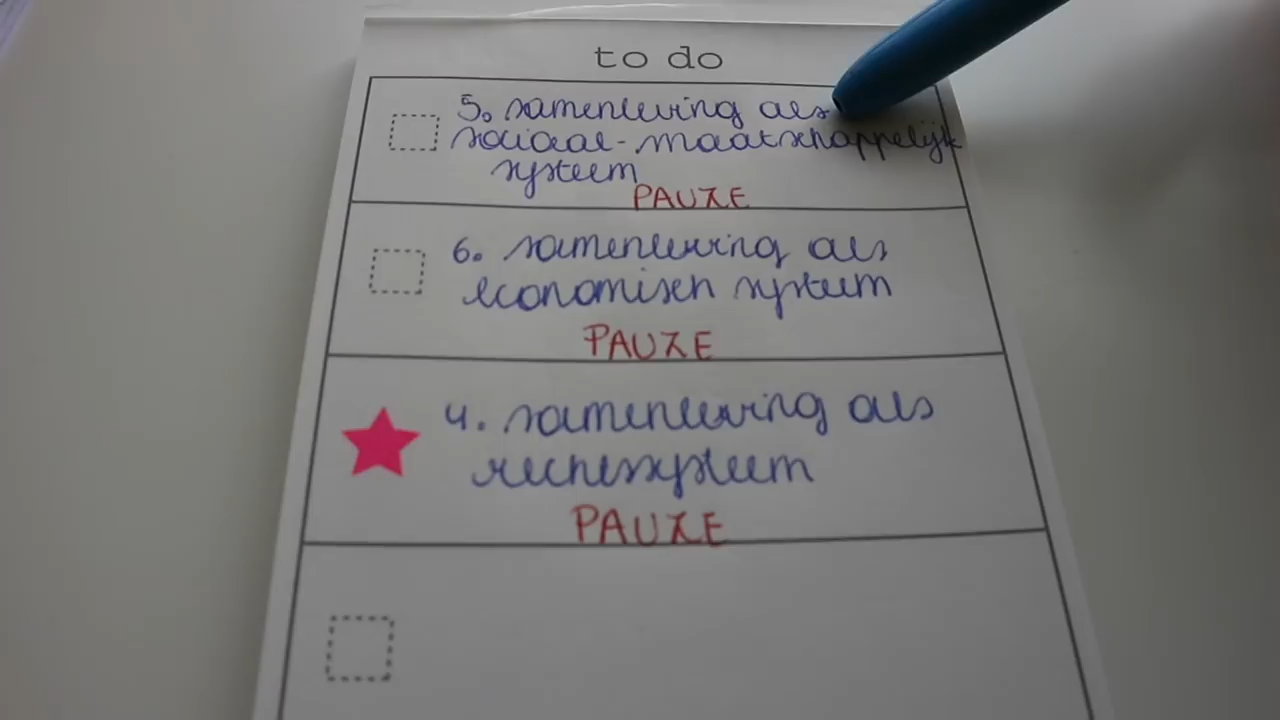 to do
5. samenleving als
sociaal-maatschappelijk
systeem
PAUZE
6. samenleving als
economisch systeem
PAUZE
4. samenleving als
rechtssysteem
PAUZE